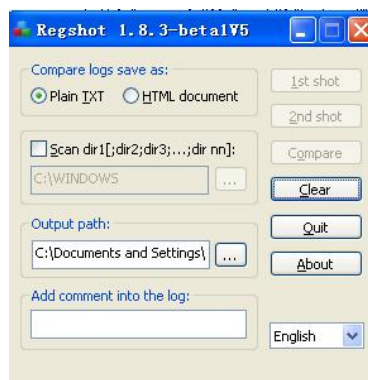 Regshot 1.8.3-beta1V5
Compare logs save as:
Plain TXT
HTML document
1st shot
2nd shot
Scan dir1[;dir2;dir3;...;dir nn]:
Compare
C:\WINDOWS
...
Clear
Output path:
Quit
C:\Documents and Settings\
...
About
Add comment into the log:
English